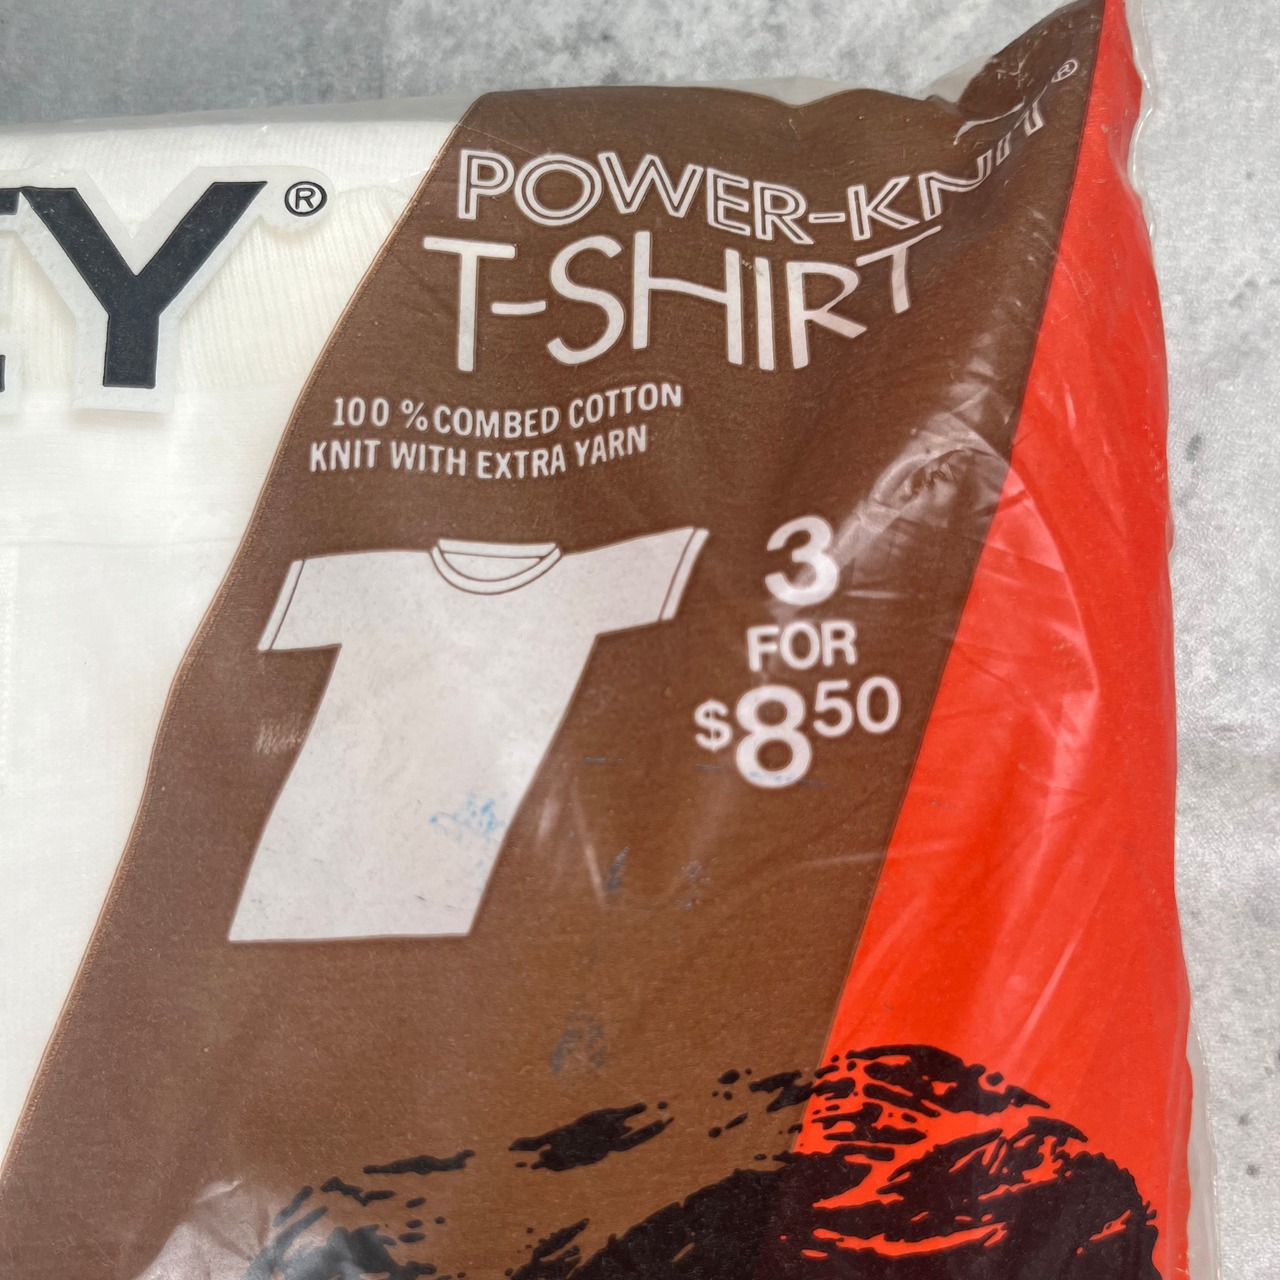 EY®
POWER-KNIT®
T-SHIRT
100% COMBED COTTON
KNIT WITH EXTRA YARN
3
FOR
$8.50